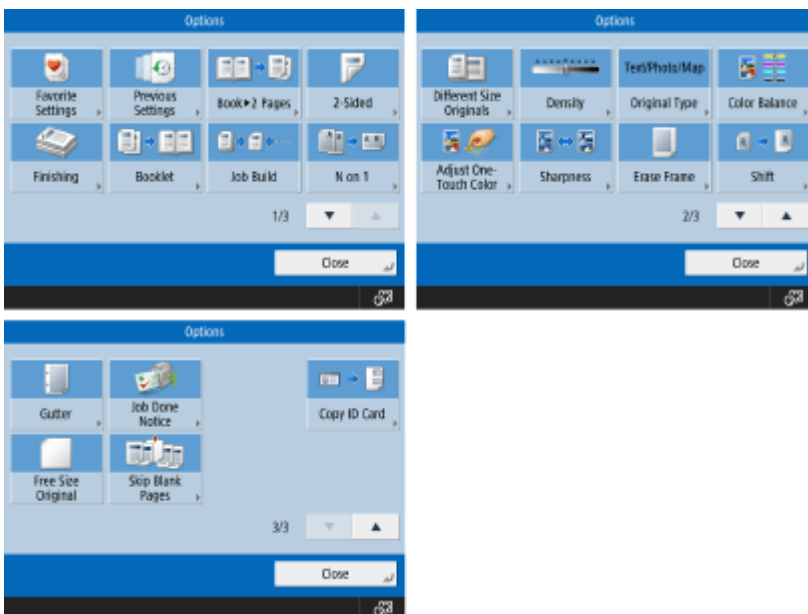 Options
Favorite Settings
Previous Settings
Book▶2 Pages
2-Sided
Finishing
Booklet
Job Build
N on 1
1/3
Close
Options
Different Size Originals
Density
Text/Photo/Map
Original Type
Color Balance
Adjust One-Touch Color
Sharpness
Erase Frame
Shift
2/3
Close
Options
Gutter
Job Done Notice
Copy ID Card
Free Size Original
Skip Blank Pages
3/3
Close